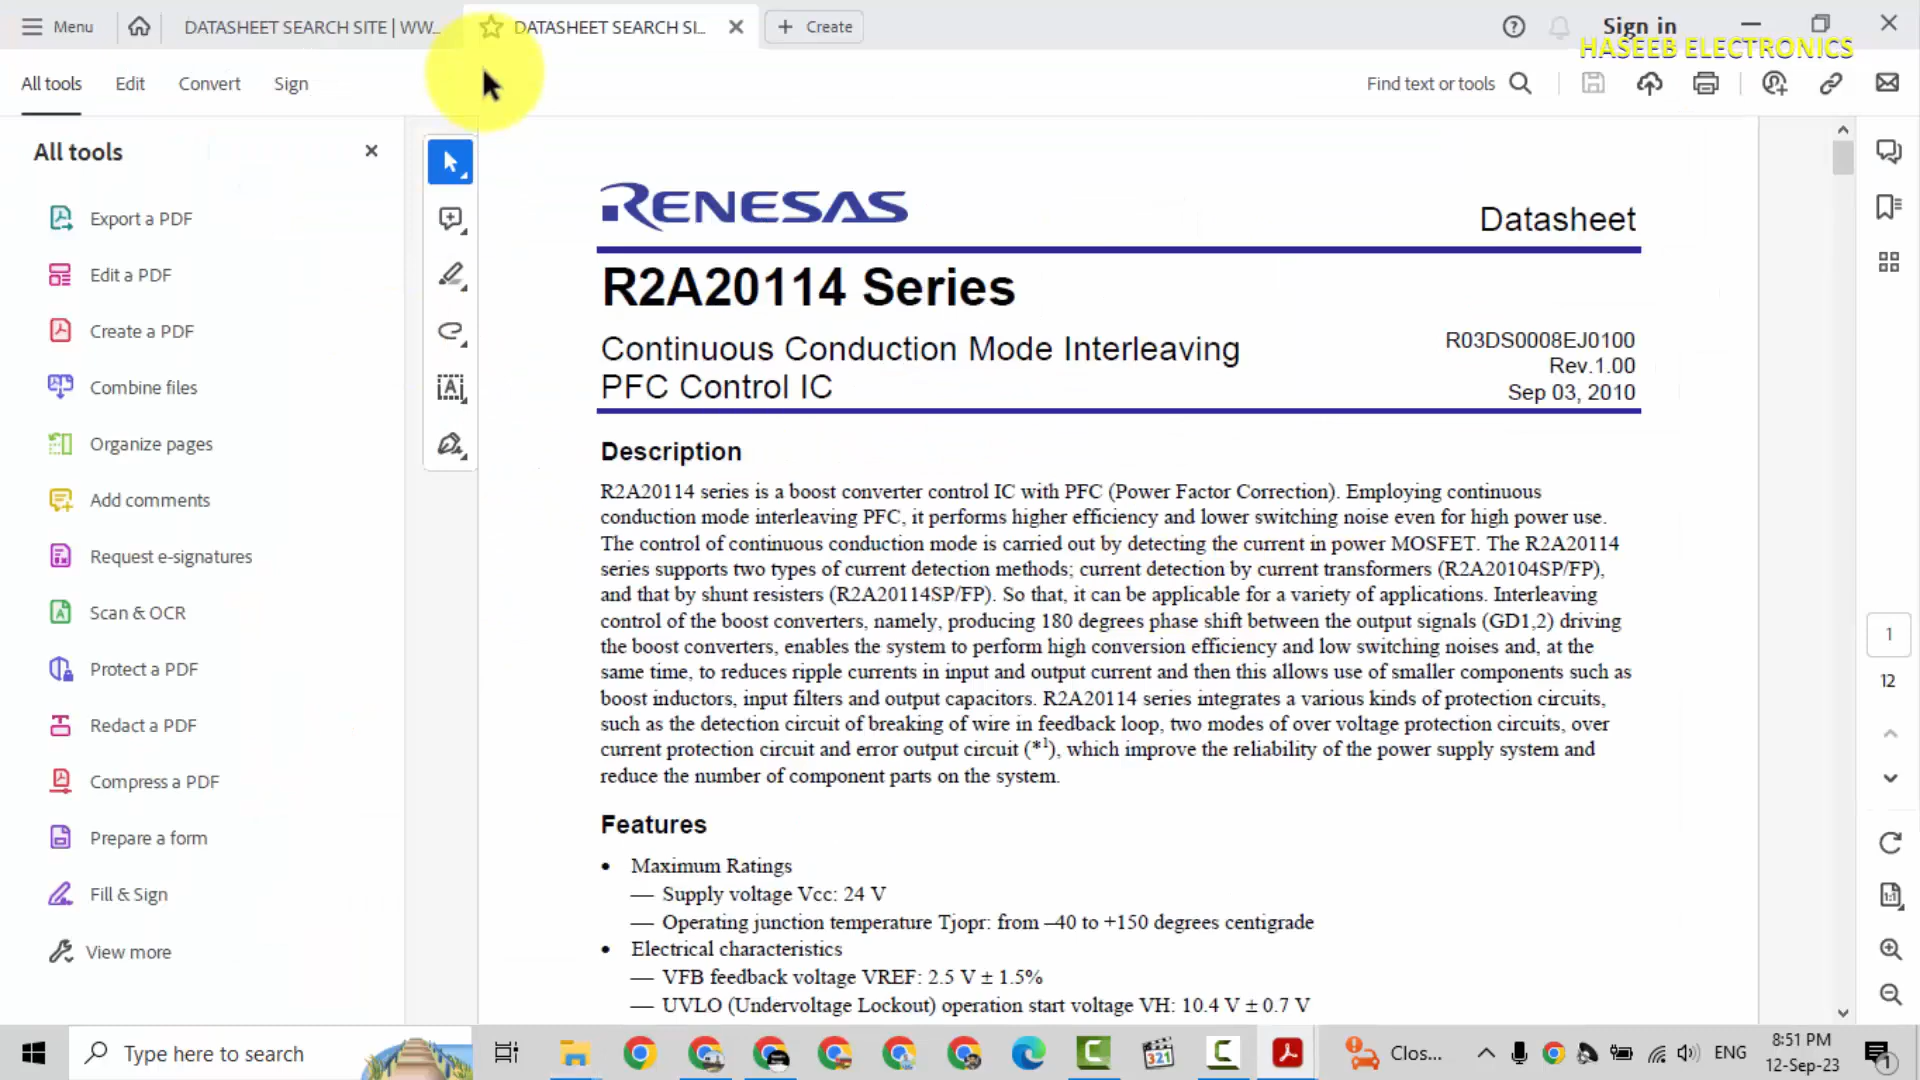 Menu
DATASHEET SEARCH SITE | WW...
DATASHEET SEARCH SI...
Create
Sign in
HASEEB ELECTRONICS
All tools
Edit
Convert
Sign
Find text or tools
All tools
Export a PDF
Edit a PDF
Create a PDF
Combine files
Organize pages
Add comments
Request e-signatures
Scan & OCR
Protect a PDF
Redact a PDF
Compress a PDF
Prepare a form
Fill & Sign
View more
RENESAS
Datasheet
R2A20114 Series
Continuous Conduction Mode Interleaving
PFC Control IC
R03DS0008EJ0100
Rev.1.00
Sep 03, 2010
Description
R2A20114 series is a boost converter control IC with PFC (Power Factor Correction). Employing continuous
conduction mode interleaving PFC, it performs higher efficiency and lower switching noise even for high power use.
The control of continuous conduction mode is carried out by detecting the current in power MOSFET. The R2A20114
series supports two types of current detection methods; current detection by current transformers (R2A20104SP/FP),
and that by shunt resisters (R2A20114SP/FP). So that, it can be applicable for a variety of applications. Interleaving
control of the boost converters, namely, producing 180 degrees phase shift between the output signals (GD1,2) driving
the boost converters, enables the system to perform high conversion efficiency and low switching noises and, at the
same time, to reduces ripple currents in input and output current and then this allows use of smaller components such as
boost inductors, input filters and output capacitors. R2A20114 series integrates a various kinds of protection circuits,
such as the detection circuit of breaking of wire in feedback loop, two modes of over voltage protection circuits, over
current protection circuit and error output circuit (*1), which improve the reliability of the power supply system and
reduce the number of component parts on the system.
Features
• Maximum Ratings
— Supply voltage Vcc: 24 V
— Operating junction temperature Tjopr: from –40 to +150 degrees centigrade
• Electrical characteristics
— VFB feedback voltage VREF: 2.5 V ± 1.5%
— UVLO (Undervoltage Lockout) operation start voltage VH: 10.4 V ± 0.7 V
1
12
Type here to search
321
Clos...
ENG
8:51 PM
12-Sep-23
1